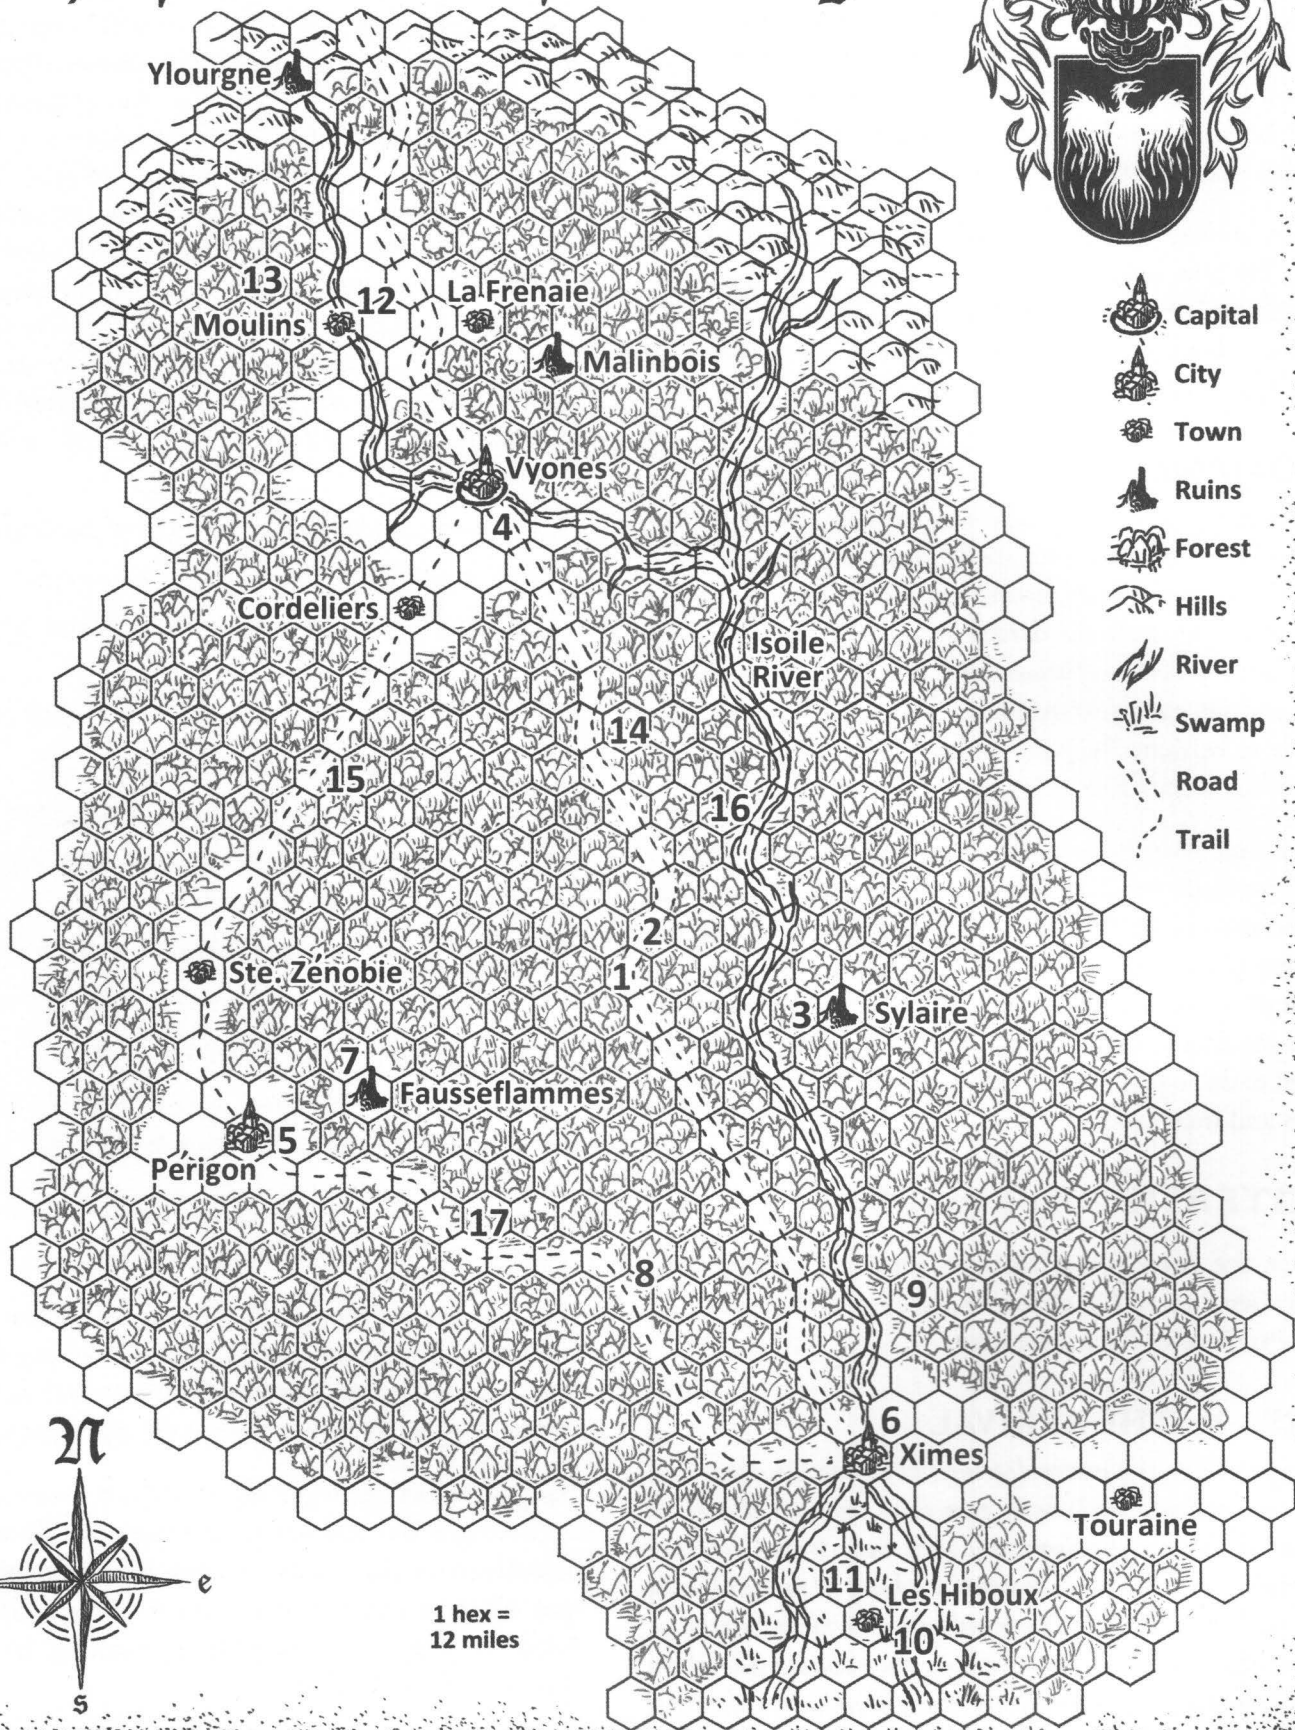 Ylourgne
13
12
La Frenaie
Moulins
Malinbois
Vyones
4
Cordeliers
Isoile
River
14
15
16
2
Ste. Zénobie
1
3
Sylaire
7
Fausseflammes
5
Périgon
17
8
9
6
Ximes
Touraine
11
Les Hiboux
10
Capital
City
Town
Ruins
Forest
Hills
River
Swamp
Road
Trail
N
e
s
1 hex =
12 miles